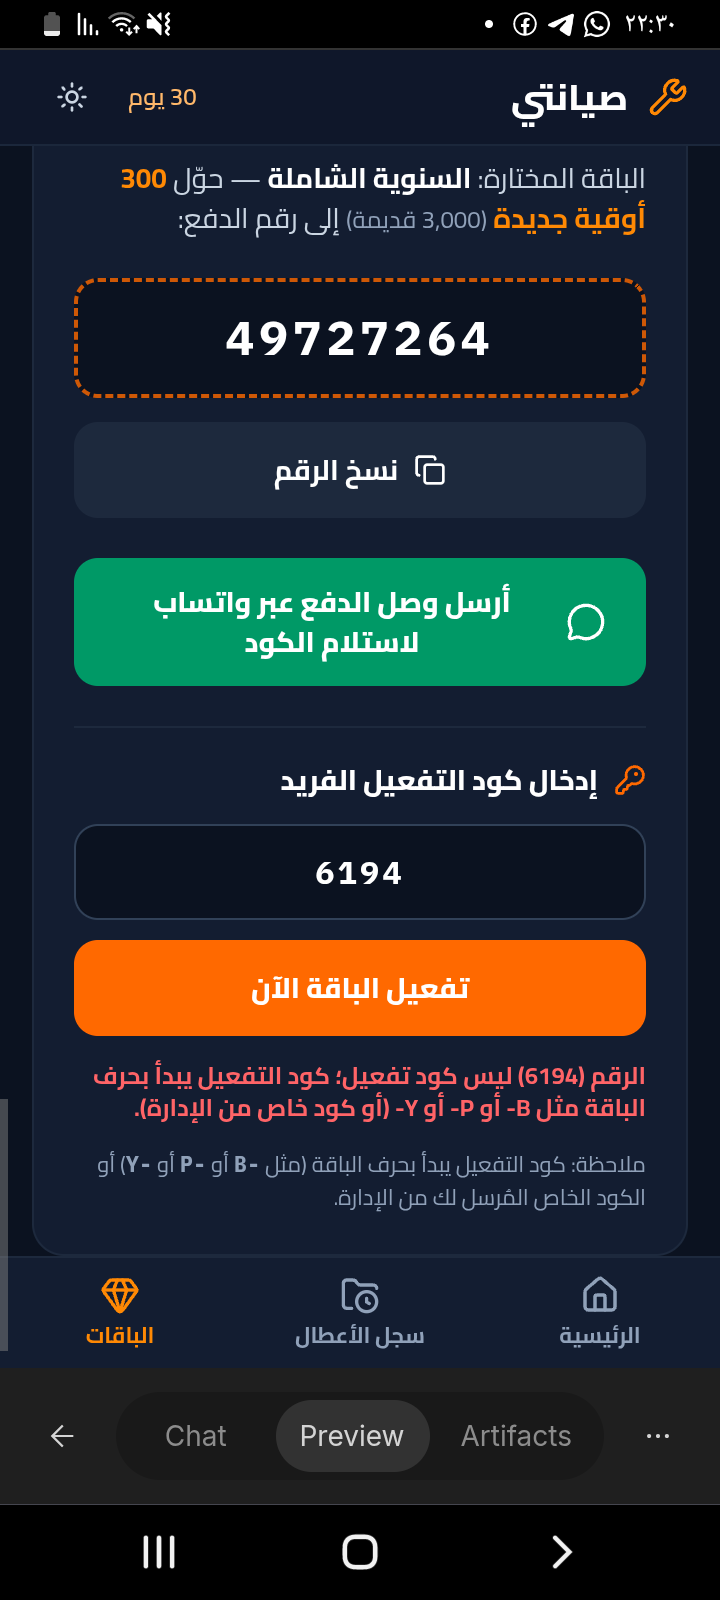 ٢٢:٣٠
صيانتي
30 يوم
الباقة المختارة: السنوية الشاملة — حوّل 300
أوقية جديدة (3,000 قديمة) إلى رقم الدفع:
49727264
نسخ الرقم
أرسل وصل الدفع عبر واتساب
لاستلام الكود
إدخال كود التفعيل الفريد
6194
تفعيل الباقة الآن
الرقم (6194) ليس كود تفعيل؛ كود التفعيل يبدأ بحرف
الباقة مثل B- أو P- أو Y- (أو كود خاص من الإدارة).
ملاحظة: كود التفعيل يبدأ بحرف الباقة (مثل B- أو P- أو Y-) أو
الكود الخاص المُرسل لك من الإدارة.
الرئيسية
سجل الأعطال
الباقات
Chat
Preview
Artifacts